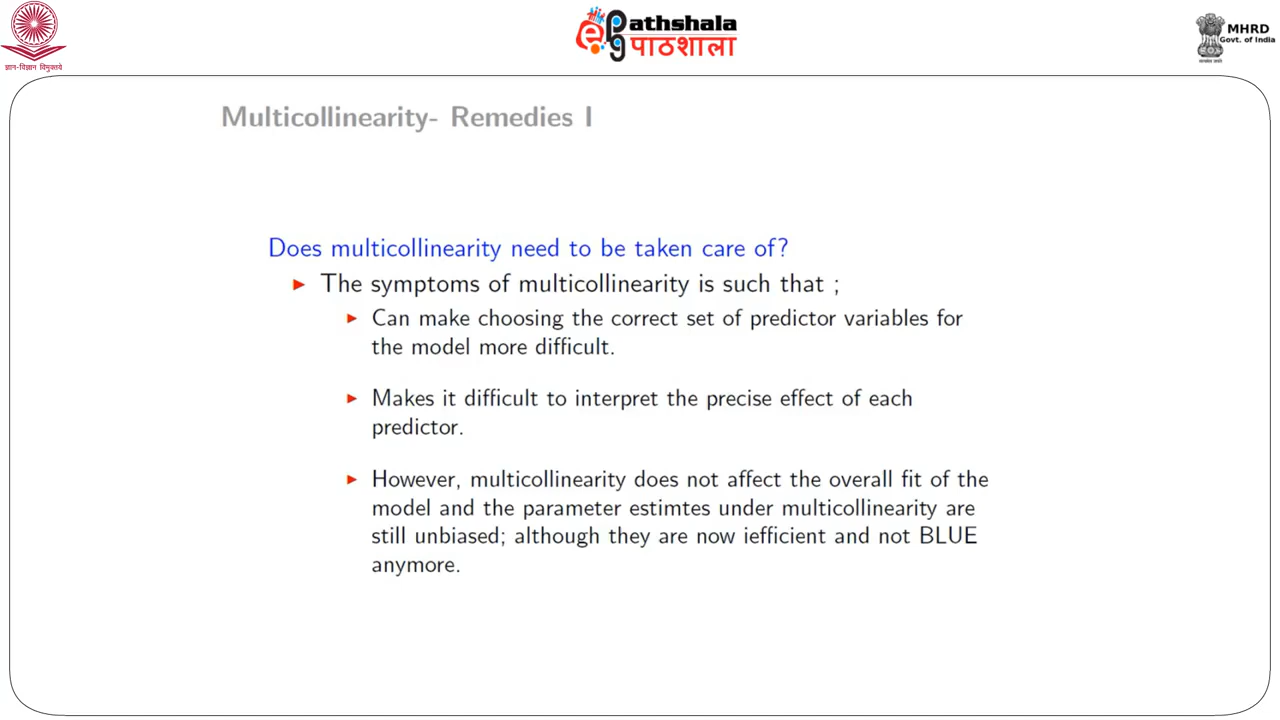 ज्ञान-विज्ञान विमुक्तये
e Pathshala
pg पाठशाला
MHRD
Govt. of India
Multicollinearity- Remedies I
Does multicollinearity need to be taken care of?
▶ The symptoms of multicollinearity is such that ;
▶ Can make choosing the correct set of predictor variables for
the model more difficult.
▶ Makes it difficult to interpret the precise effect of each
predictor.
▶ However, multicollinearity does not affect the overall fit of the
model and the parameter estimtes under multicollinearity are
still unbiased; although they are now iefficient and not BLUE
anymore.